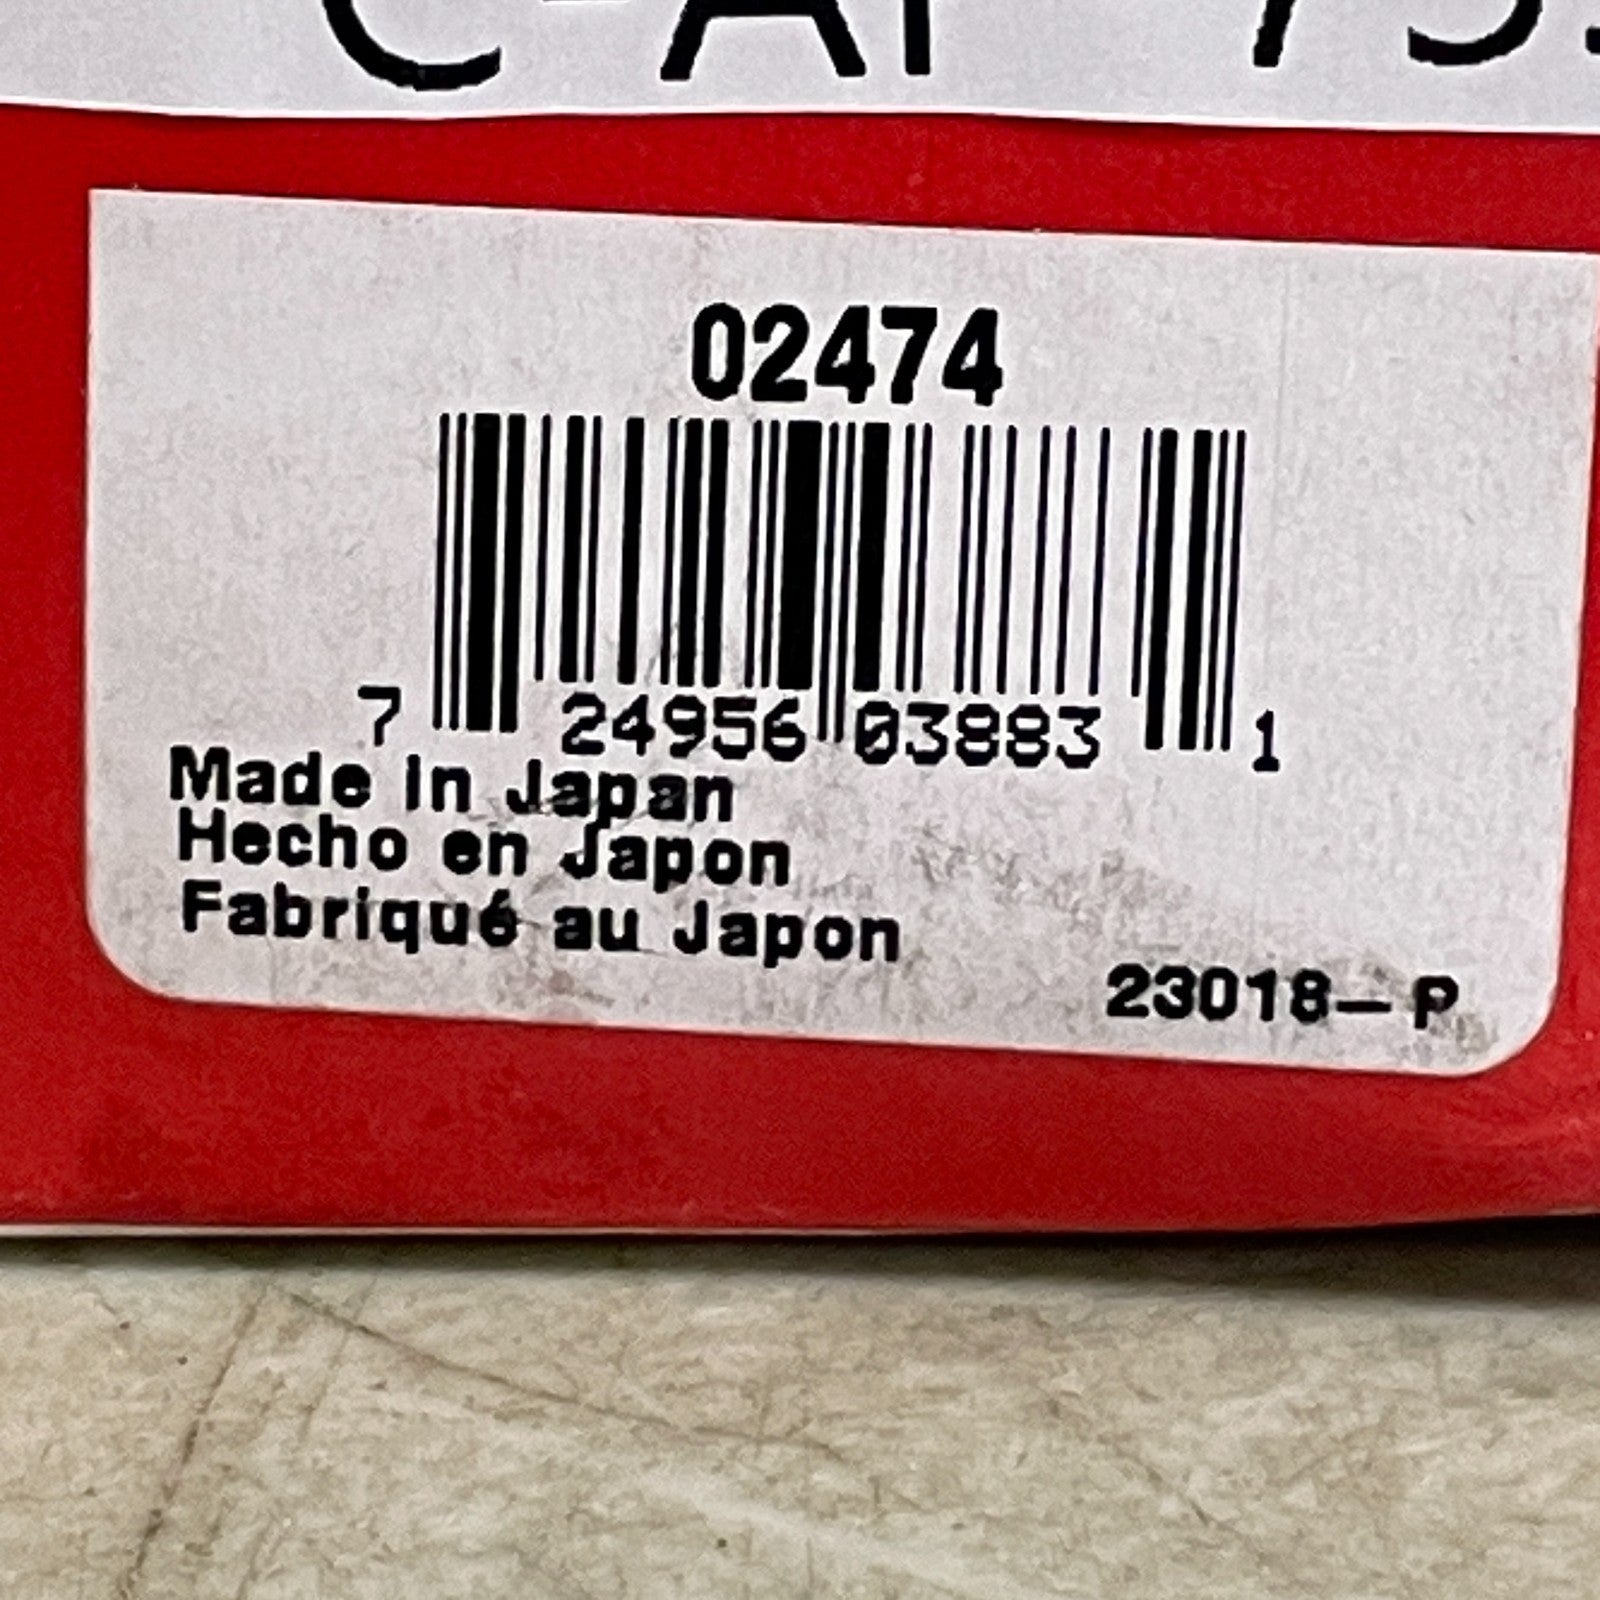 02474
7 24956 03883 1
Made in Japan
Hecho en Japon
Fabriqué au Japon
23018-P